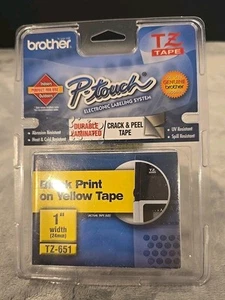 brother
TZ
TAPE
P-touch
ELECTRONIC LABELING SYSTEM
GENUINE
brother
DURABLE
LAMINATED
CRACK & PEEL
TAPE
• Abrasion Resistant
• Heat & Cold Resistant
• UV Resistant
• Spill Resistant
Black Print
on Yellow Tape
1"
width
(24mm)
TZ-651